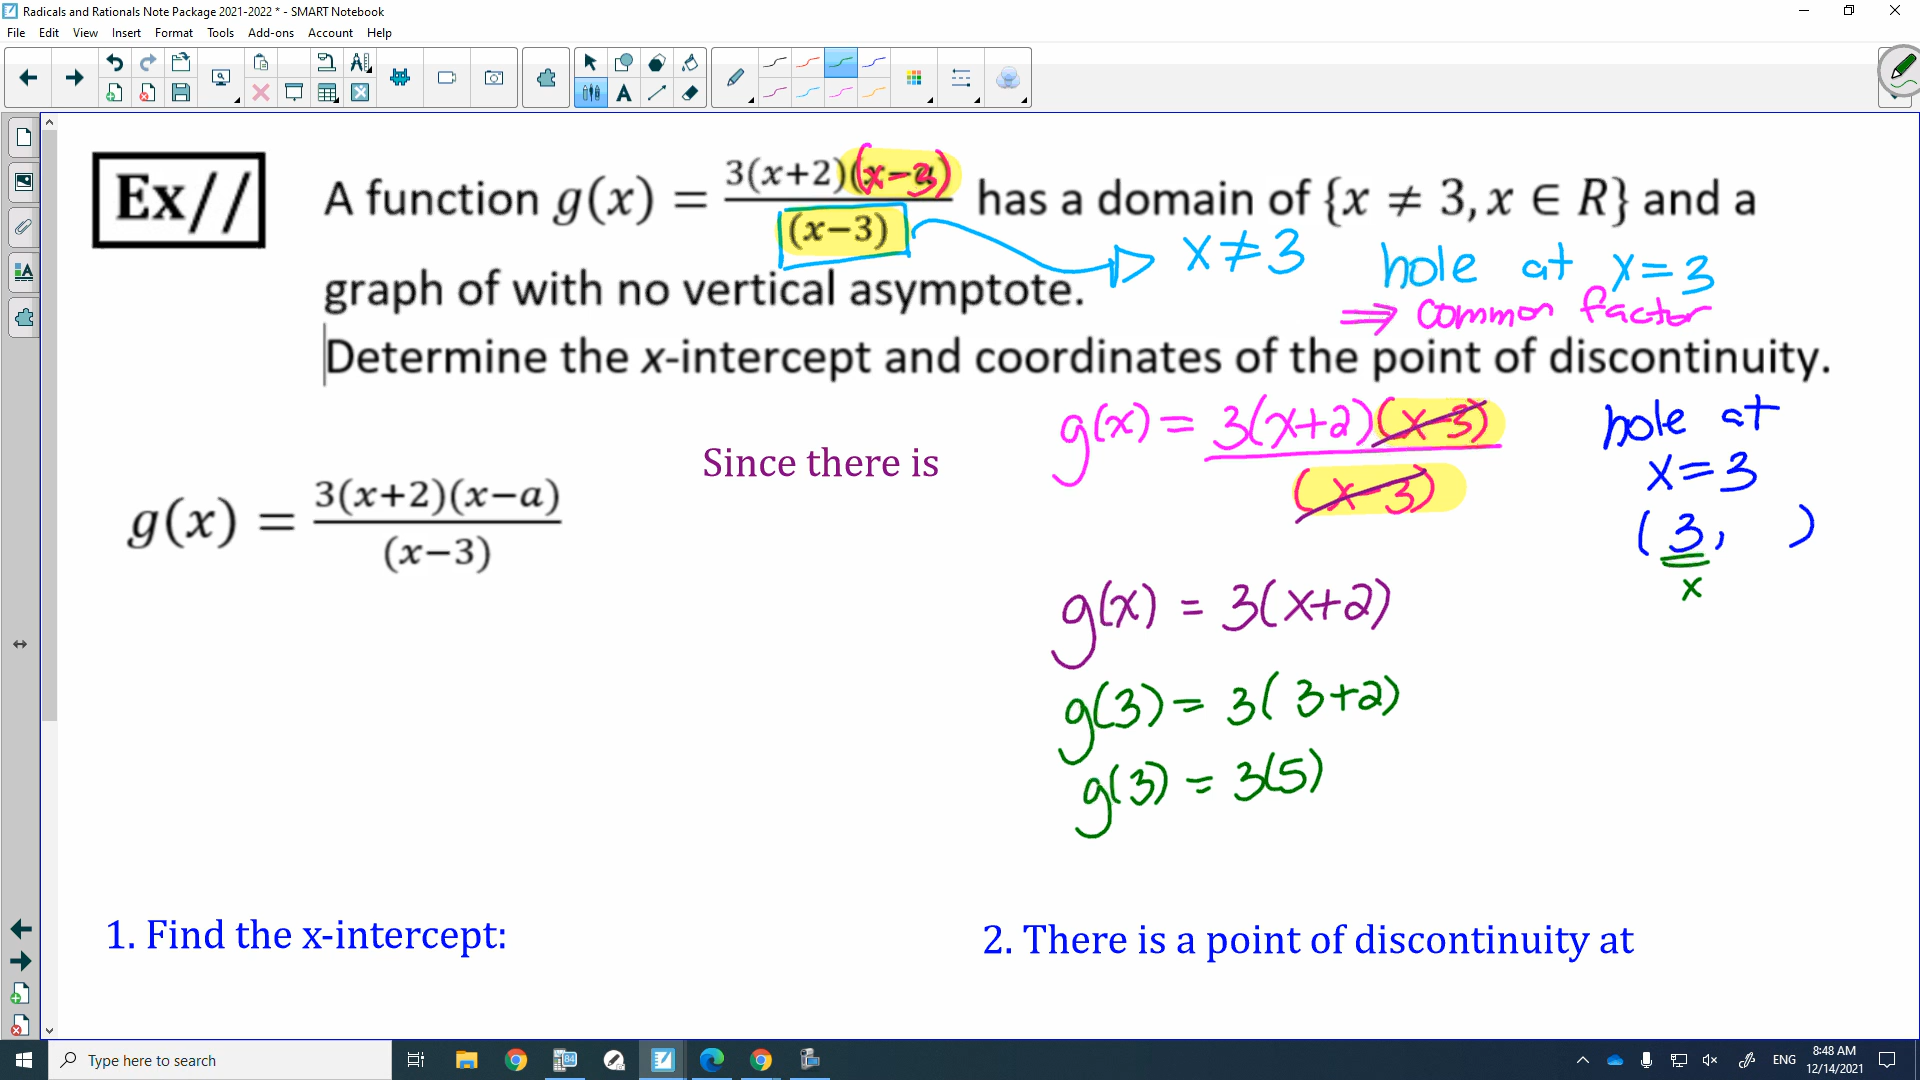 Radicals and Rationals Note Package 2021-2022 * - SMART Notebook
File Edit View Insert Format Tools Add-ons Account Help
Ex// A function g(x) = 3(x+2)(x-3) / (x-3) has a domain of {x ≠ 3, x ∈ R} and a
x ≠ 3 hole at x = 3
graph of with no vertical asymptote.
⇒ common factor
Determine the x-intercept and coordinates of the point of discontinuity.
g(x) = 3(x+2)(x-3) / (x-3)
hole at
x = 3
(3, )
x
Since there is
g(x) = 3(x+2)(x−a) / (x−3)
g(x) = 3(x+2)
g(3) = 3(3+2)
g(3) = 3(5)
1. Find the x-intercept:
2. There is a point of discontinuity at
Type here to search
84
ENG
8:48 AM
12/14/2021